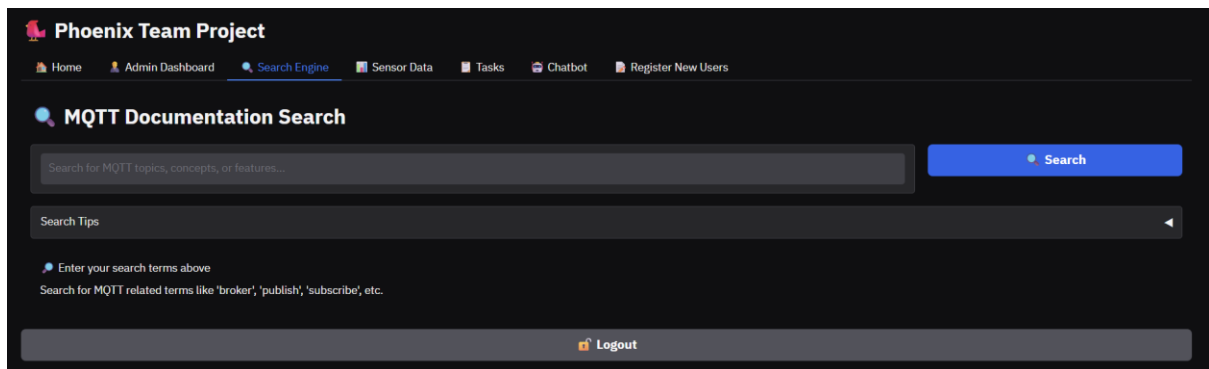 Phoenix Team Project
Home Admin Dashboard Search Engine Sensor Data Tasks Chatbot Register New Users
MQTT Documentation Search
Search for MQTT topics, concepts, or features...
Search
Search Tips
Enter your search terms above
Search for MQTT related terms like 'broker', 'publish', 'subscribe', etc.
Logout